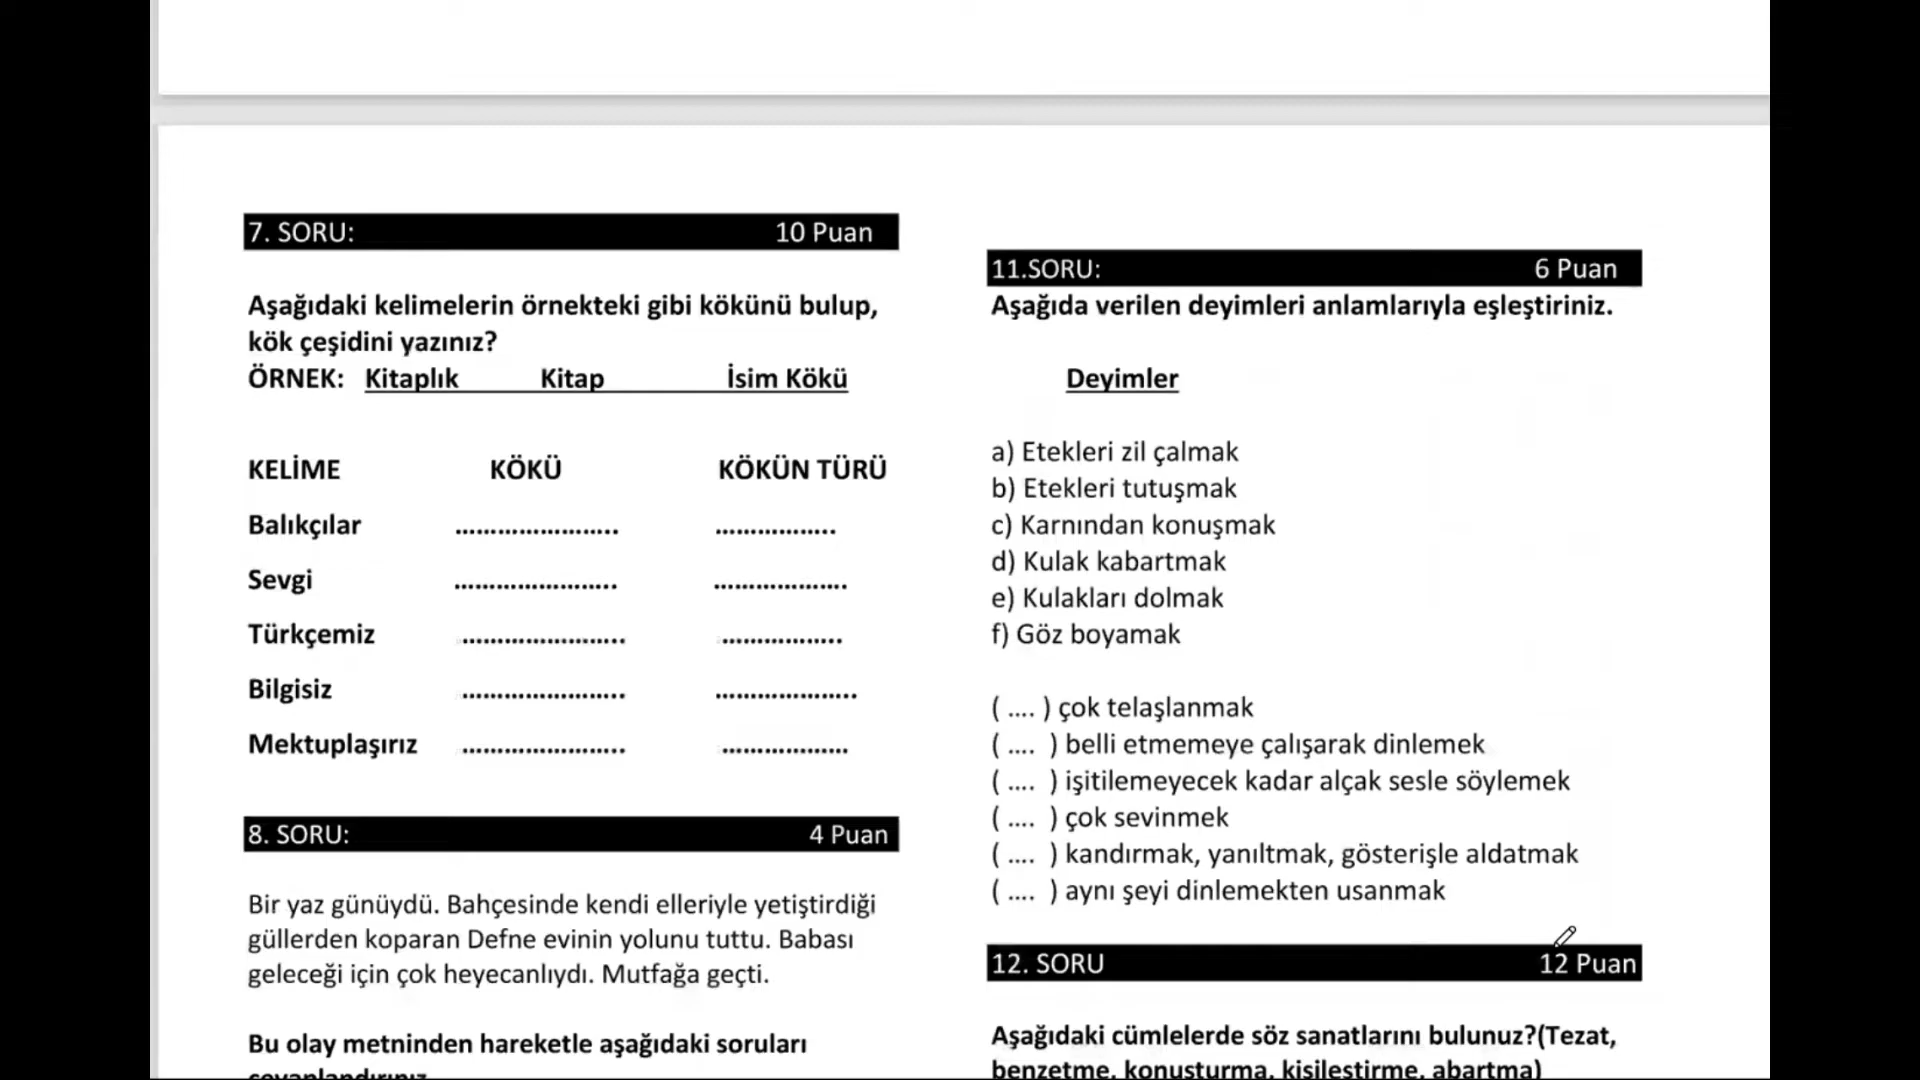 7. SORU: 10 Puan
Aşağıdaki kelimelerin örnekteki gibi kökünü bulup,
kök çeşidini yazınız?
ÖRNEK: Kitaplık Kitap İsim Kökü
KELİME KÖKÜ KÖKÜN TÜRÜ
Balıkçılar ………………….. ……………..
Sevgi ………………….. ……………….
Türkçemiz ………………….. ……………..
Bilgisiz ………………….. ………………..
Mektuplaşırız ………………….. ………………
8. SORU: 4 Puan
Bir yaz günüydü. Bahçesinde kendi elleriyle yetiştirdiği
güllerden koparan Defne evinin yolunu tuttu. Babası
geleceği için çok heyecanlıydı. Mutfağa geçti.
Bu olay metninden hareketle aşağıdaki soruları
cevaplandırınız
11.SORU: 6 Puan
Aşağıda verilen deyimleri anlamlarıyla eşleştiriniz.
Deyimler
a) Etekleri zil çalmak
b) Etekleri tutuşmak
c) Karnından konuşmak
d) Kulak kabartmak
e) Kulakları dolmak
f) Göz boyamak
( .... ) çok telaşlanmak
( .... ) belli etmemeye çalışarak dinlemek
( .... ) işitilemeyecek kadar alçak sesle söylemek
( .... ) çok sevinmek
( .... ) kandırmak, yanıltmak, gösterişle aldatmak
( .... ) aynı şeyi dinlemekten usanmak
12. SORU 12 Puan
Aşağıdaki cümlelerde söz sanatlarını bulunuz?(Tezat,
benzetme, konuşturma, kişileştirme, abartma)